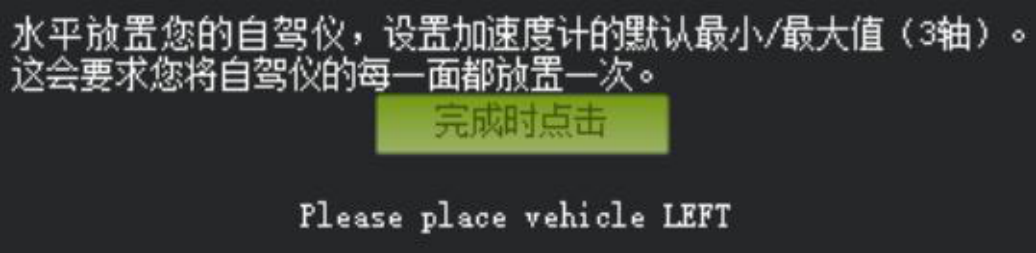 水平放置您的自驾仪，设置加速度计的默认最小/最大值（3轴）。
这会要求您将自驾仪的每一面都放置一次。
完成时点击
Please place vehicle LEFT